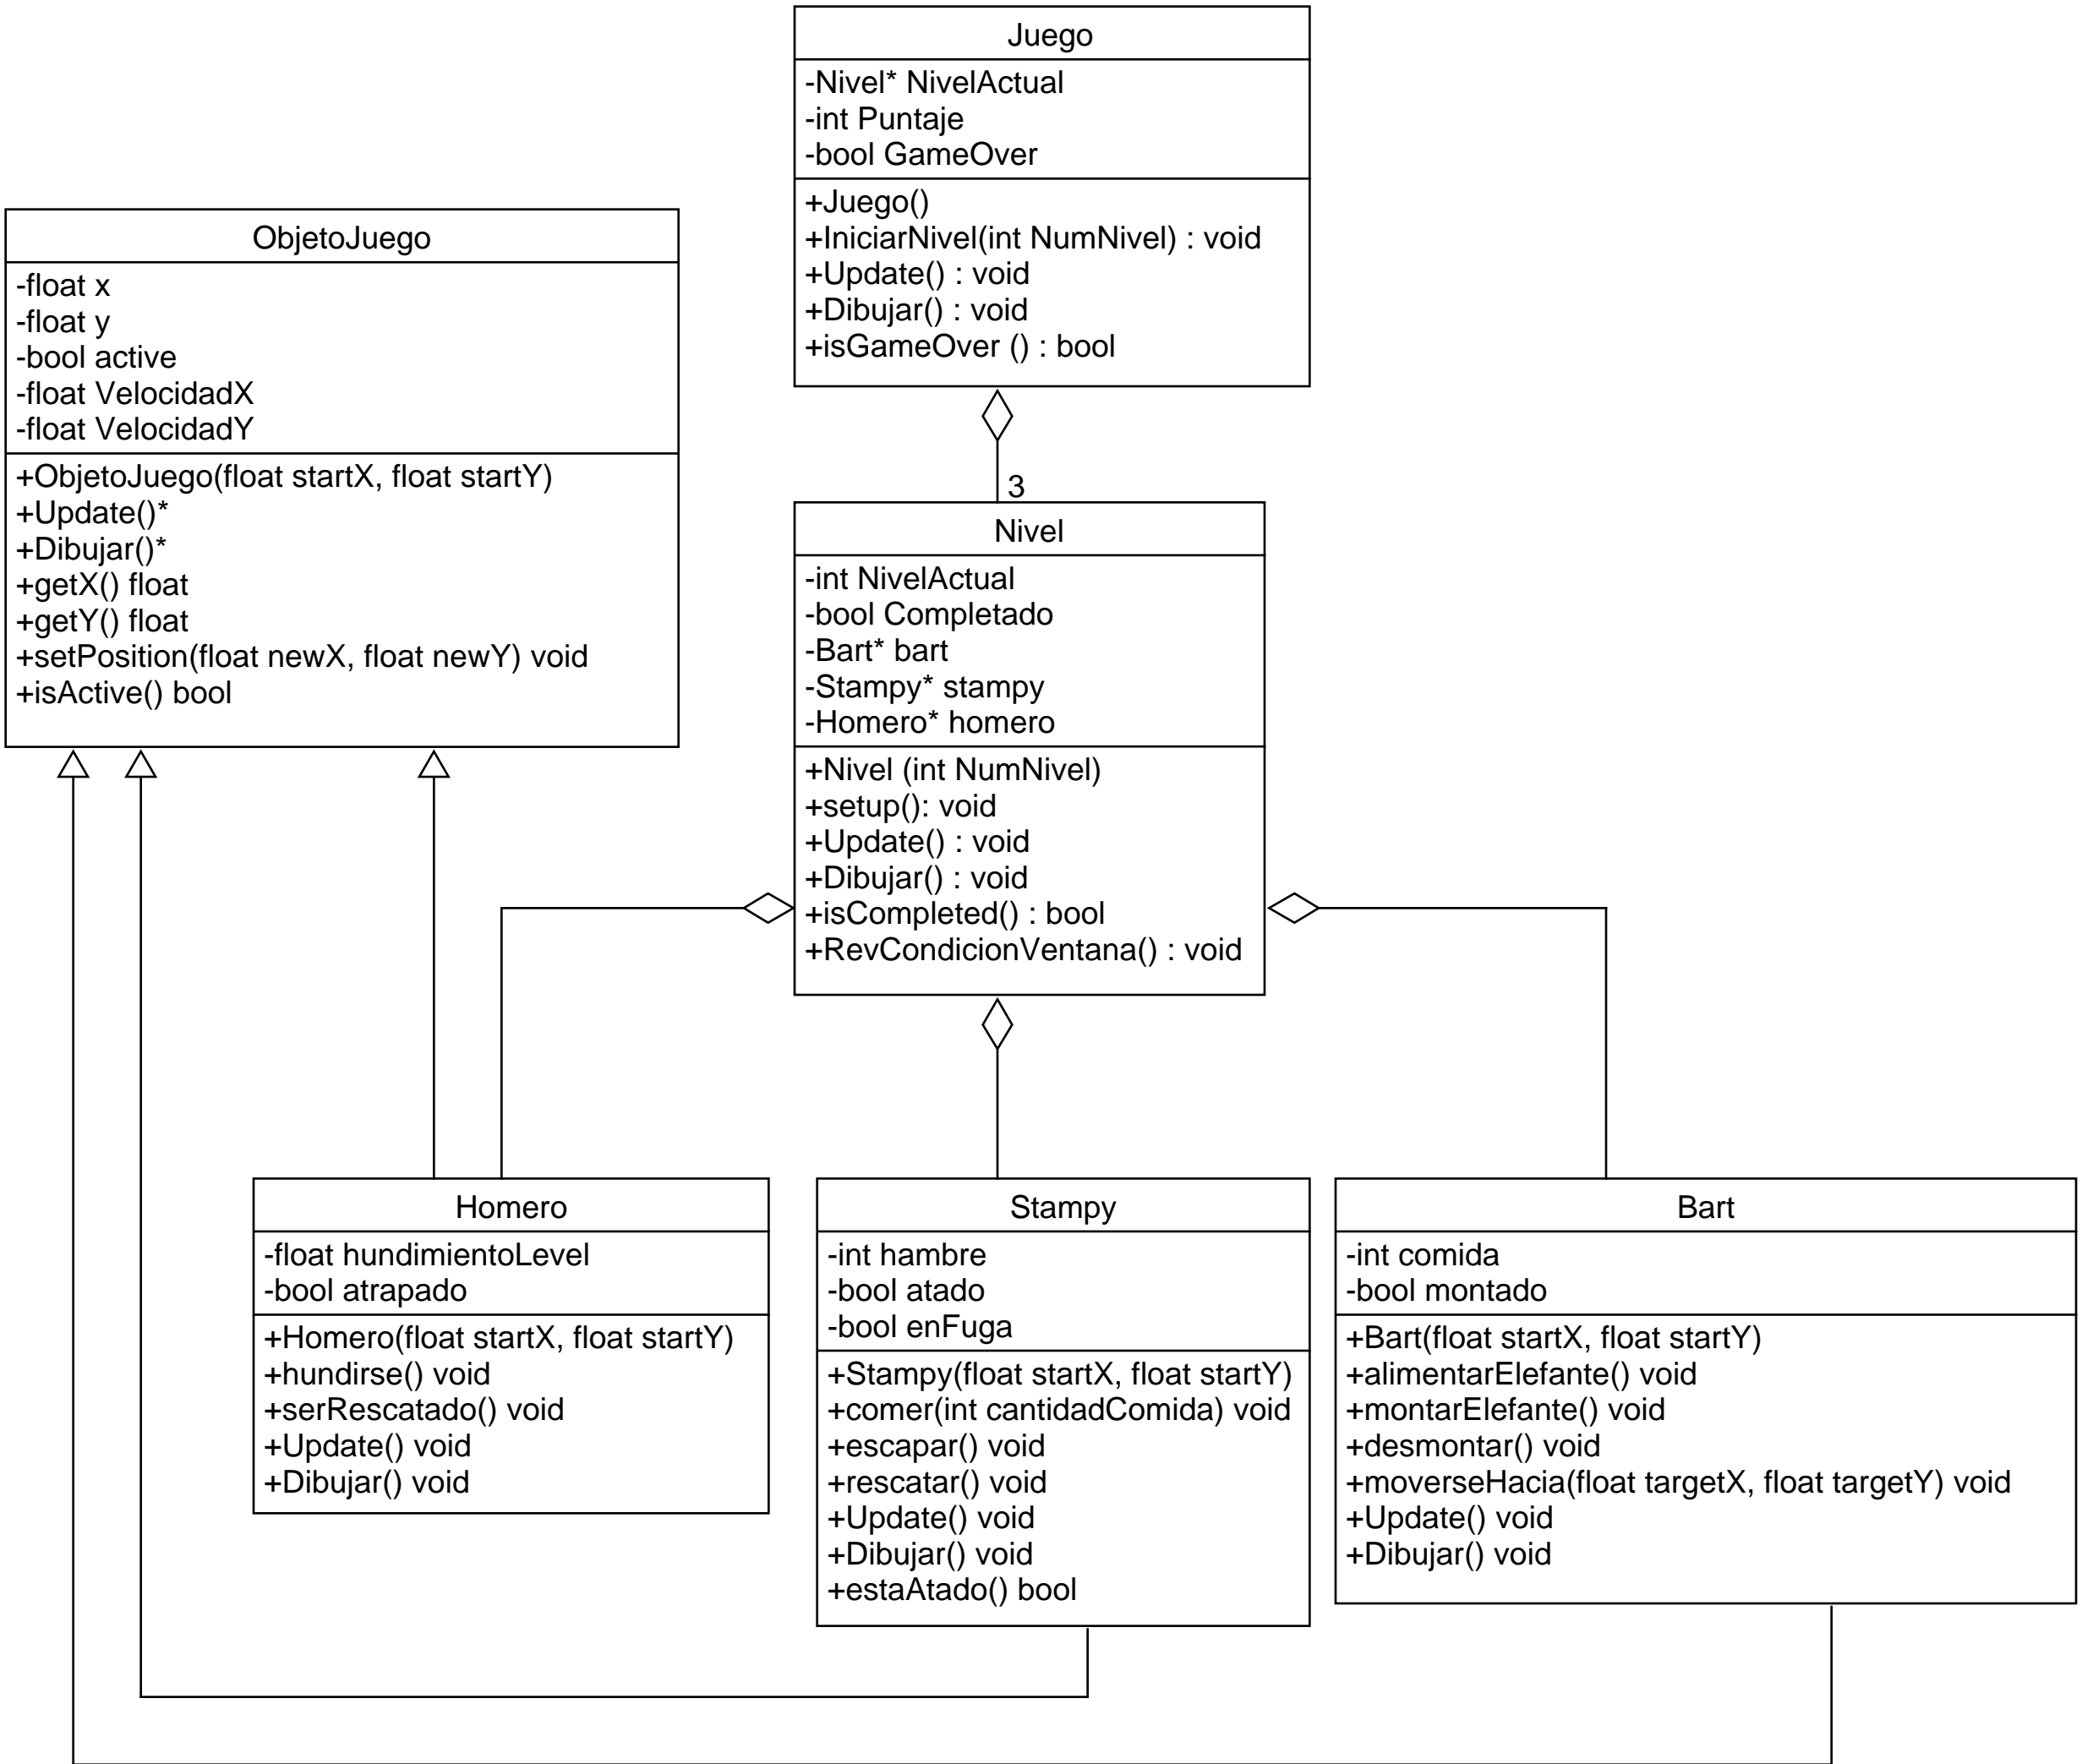 Juego
-Nivel* NivelActual
-int Puntaje
-bool GameOver
+Juego()
+IniciarNivel(int NumNivel) : void
+Update() : void
+Dibujar() : void
+isGameOver () : bool
ObjetoJuego
-float x
-float y
-bool active
-float VelocidadX
-float VelocidadY
+ObjetoJuego(float startX, float startY)
+Update()*
+Dibujar()*
+getX() float
+getY() float
+setPosition(float newX, float newY) void
+isActive() bool
3
Nivel
-int NivelActual
-bool Completado
-Bart* bart
-Stampy* stampy
-Homero* homero
+Nivel (int NumNivel)
+setup(): void
+Update() : void
+Dibujar() : void
+isCompleted() : bool
+RevCondicionVentana() : void
Homero
-float hundimientoLevel
-bool atrapado
+Homero(float startX, float startY)
+hundirse() void
+serRescatado() void
+Update() void
+Dibujar() void
Stampy
-int hambre
-bool atado
-bool enFuga
+Stampy(float startX, float startY)
+comer(int cantidadComida) void
+escapar() void
+rescatar() void
+Update() void
+Dibujar() void
+estaAtado() bool
Bart
-int comida
-bool montado
+Bart(float startX, float startY)
+alimentarElefante() void
+montarElefante() void
+desmontar() void
+moverseHacia(float targetX, float targetY) void
+Update() void
+Dibujar() void